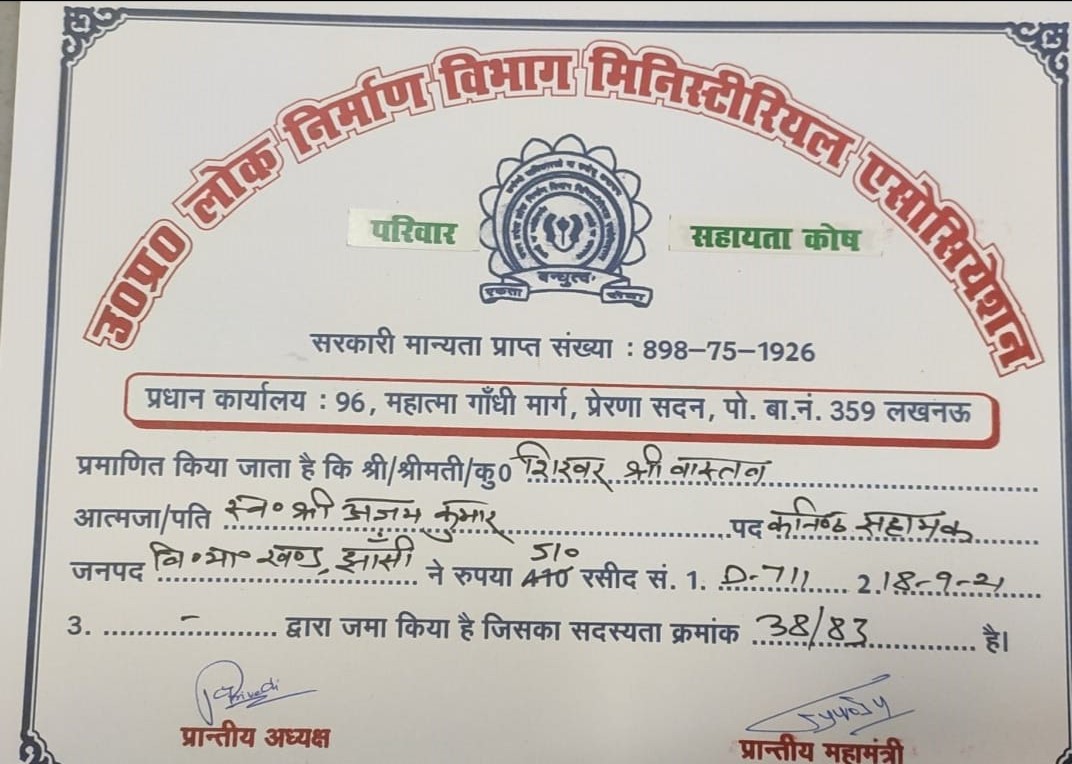 उ0प्र0 लोक निर्माण विभाग मिनिस्टीरियल एसोसियेशन
परिवार सहायता कोष
बन्धुत्व
एकता सेवा
सरकारी मान्यता प्राप्त संख्या : 898-75-1926
प्रधान कार्यालय : 96, महात्मा गाँधी मार्ग, प्रेरणा सदन, पो. बा.नं. 359 लखनऊ
प्रमाणित किया जाता है कि श्री/श्रीमती/कु0 शिखर श्रीवास्तव
आत्मजा/पति स्व० श्री अजय कुमार पद कनिष्ठ सहायक
जनपद वि०यां० खण्ड, झाँसी ने रुपया 510 रसीद सं. 1. D-711 2. 18-9-21
3. - द्वारा जमा किया है जिसका सदस्यता क्रमांक 38/83 है।
प्रान्तीय अध्यक्ष प्रान्तीय महामंत्री